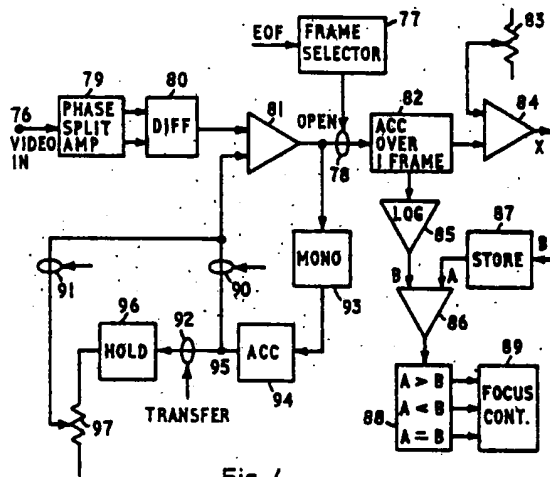 77
83
EOF
FRAME
SELECTOR
79
80
76
VIDEO
IN
PHASE
SPLIT
AMP
DIFF
81
OPEN
78
82
ACC
OVER
1 FRAME
84
X
LOG
85
87
STORE
B
MONO
93
B
A
86
91
90
96
HOLD
92
95
ACC
94
TRANSFER
97
88
A > B
A < B
A = B
89
FOCUS
CONT.